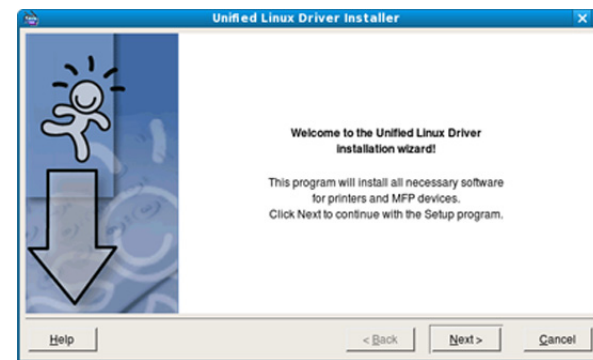 Unified Linux Driver Installer
Welcome to the Unified Linux Driver
installation wizard!
This program will install all necessary software
for printers and MFP devices.
Click Next to continue with the Setup program.
Help
< Back
Next >
Cancel